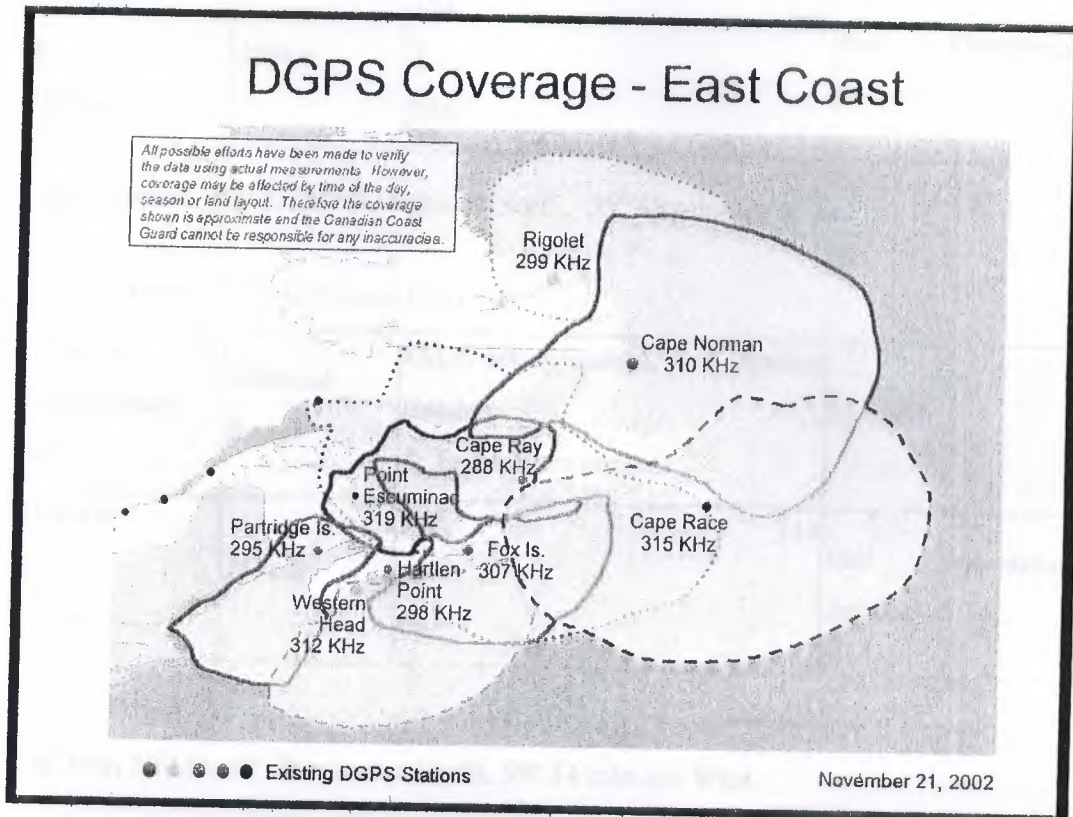 DGPS Coverage - East Coast
All possible efforts have been made to verify
the data using actual measurements. However,
coverage may be affected by time of the day,
season or land layout. Therefore the coverage
shown is approximate and the Canadian Coast
Guard cannot be responsible for any inaccuracies.
Rigolet
299 KHz
Cape Norman
310 KHz
Cape Ray
288 KHz
Point
Escuminac
319 KHz
Partridge Is.
295 KHz
Cape Race
315 KHz
Fox Is.
307 KHz
Hartlen
Point
298 KHz
Western
Head
312 KHz
Existing DGPS Stations
November 21, 2002